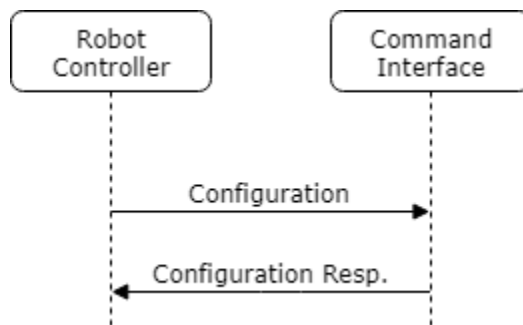 Robot
Controller
Command
Interface
Configuration
Configuration Resp.